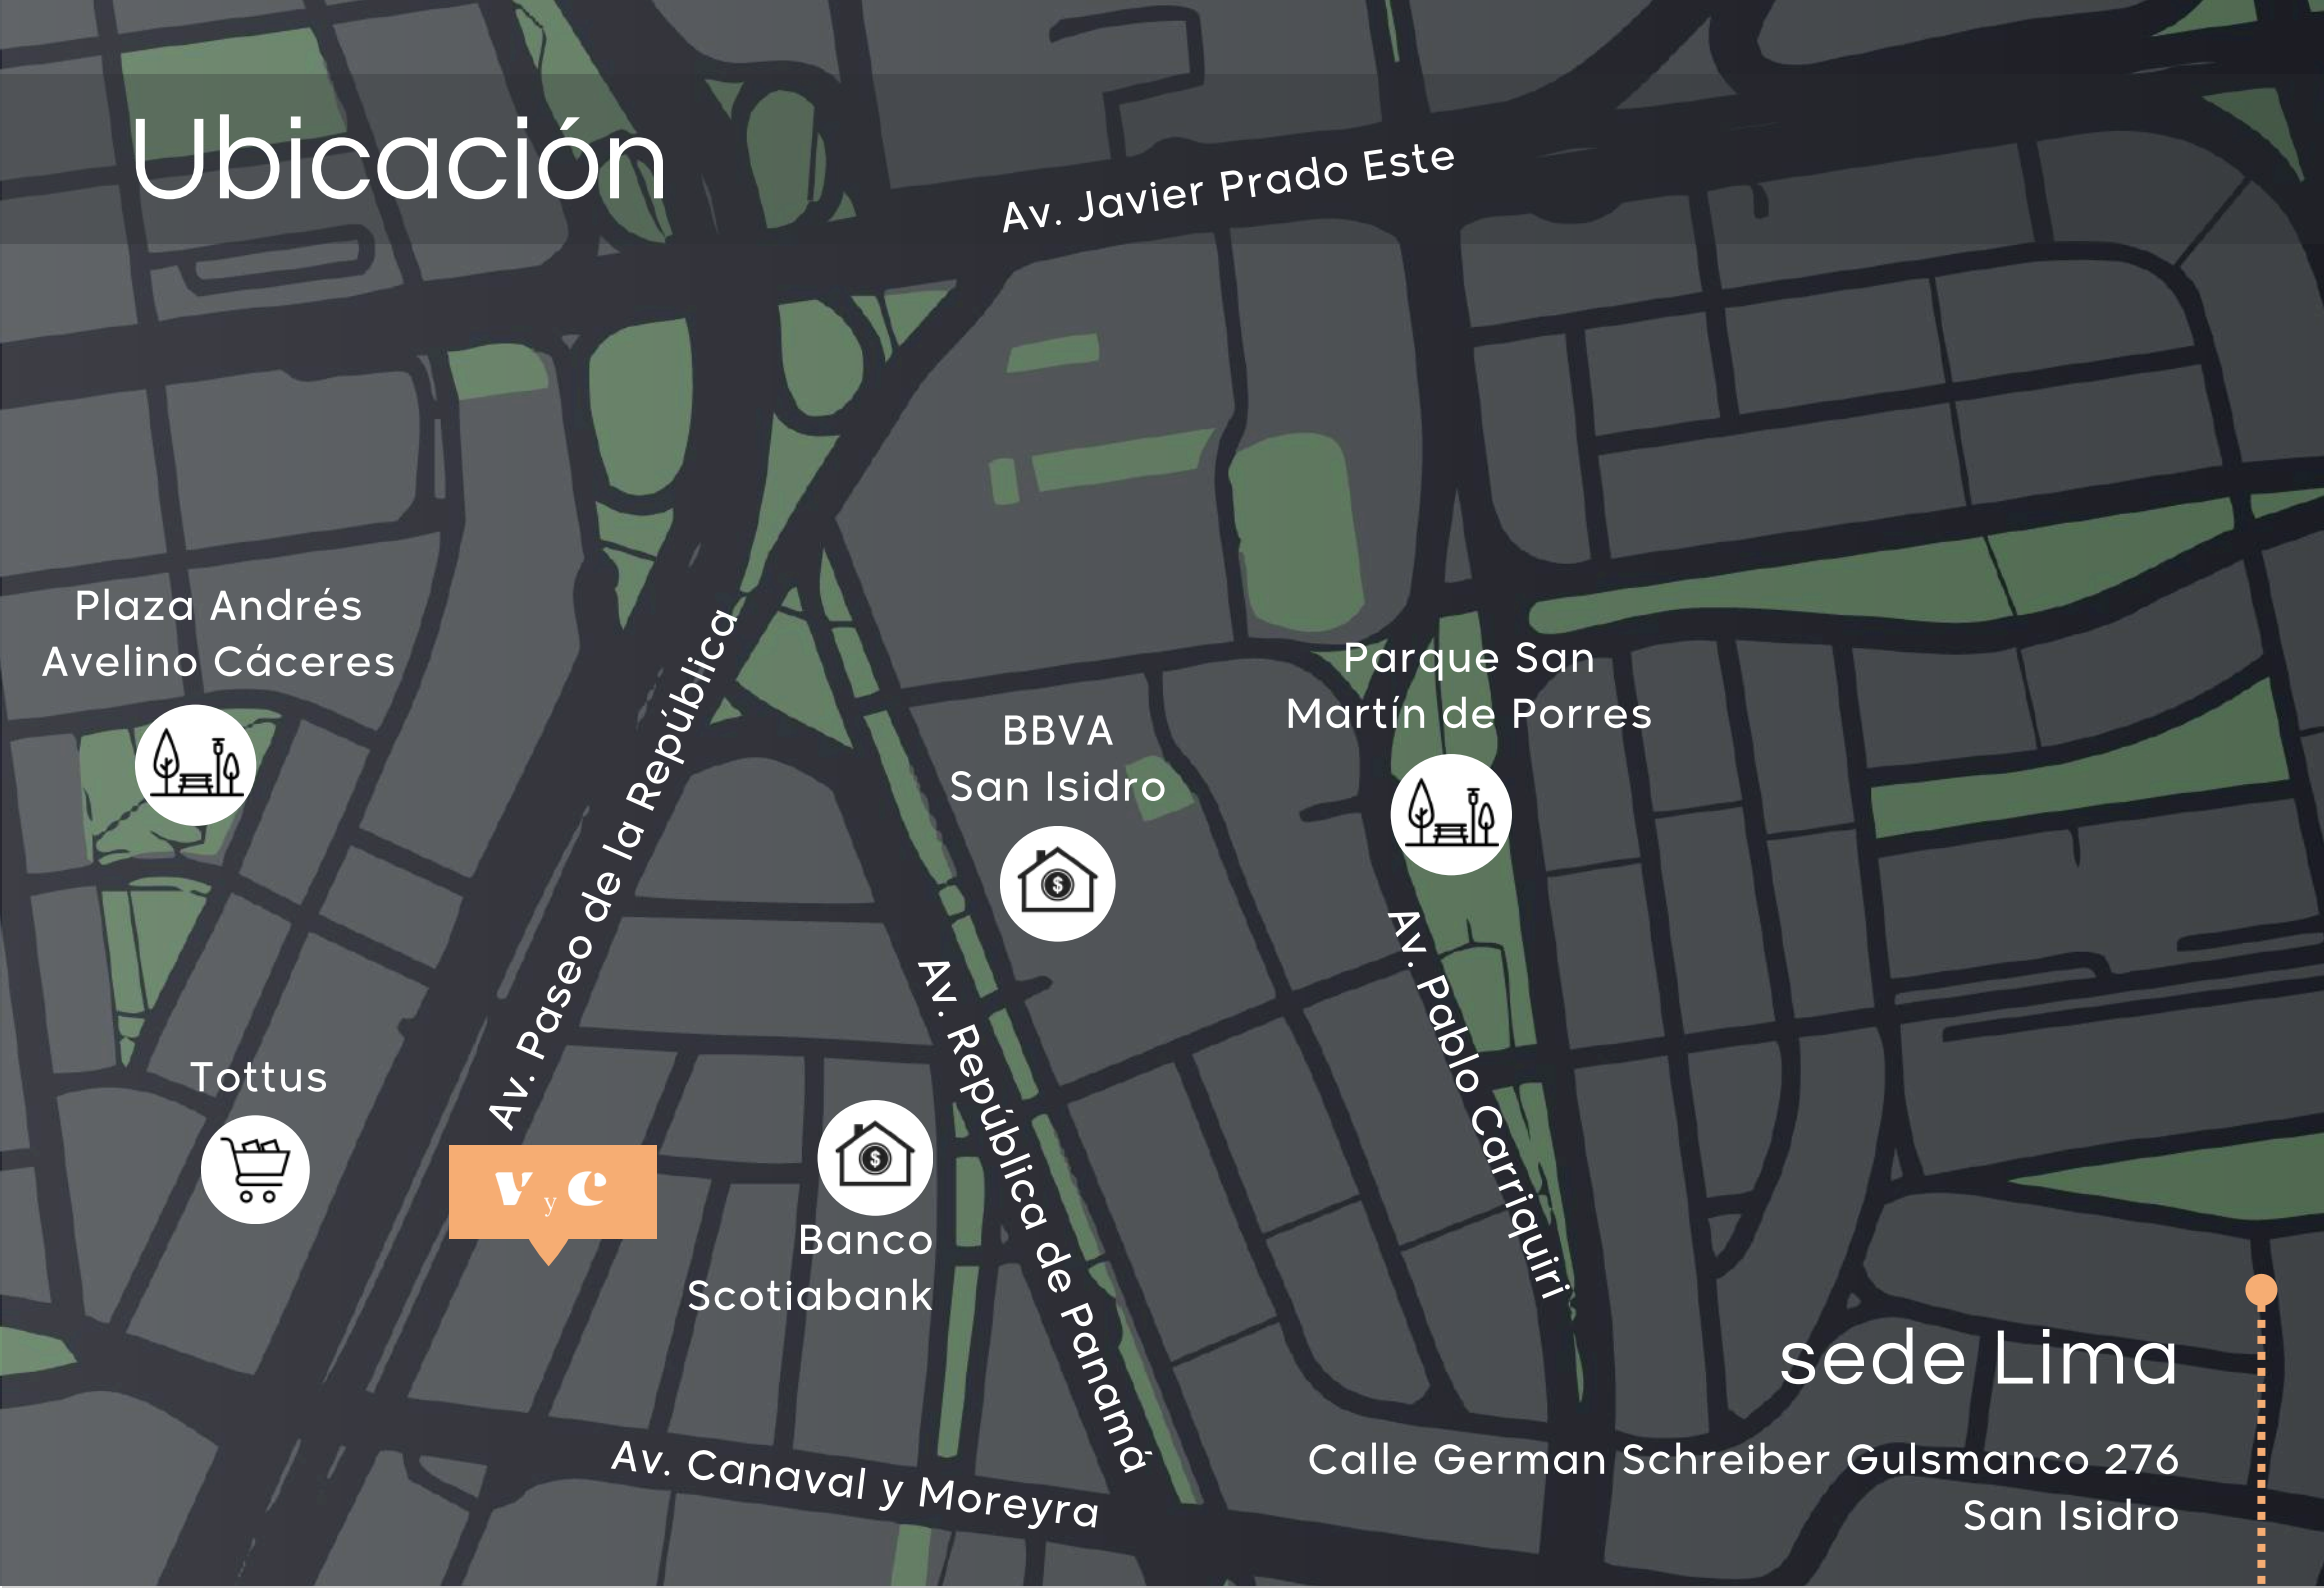 Ubicación
Av. Javier Prado Este
Plaza Andrés
Avelino Cáceres
Av. Paseo de la República
Parque San
Martín de Porres
BBVA
San Isidro
$
Av. Pablo Carriquiri
Av. República de Panamá
Tottus
v y c
$
Banco
Scotiabank
Av. Canaval y Moreyra
sede Lima
Calle German Schreiber Gulsmanco 276
San Isidro